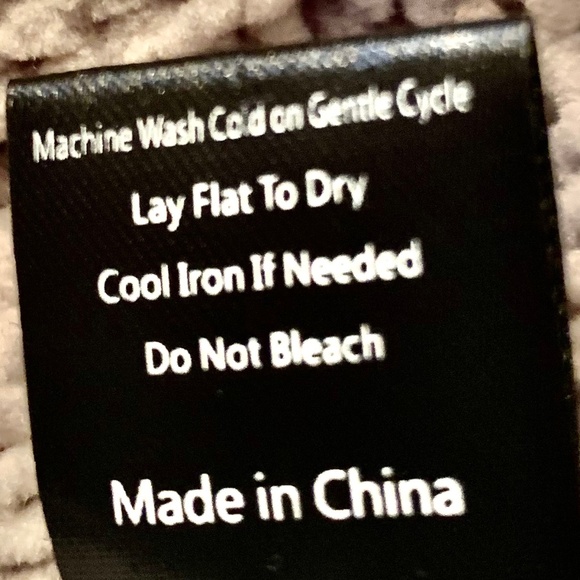 Machine Wash Cold on Gentle Cycle
Lay Flat To Dry
Cool Iron If Needed
Do Not Bleach
Made in China